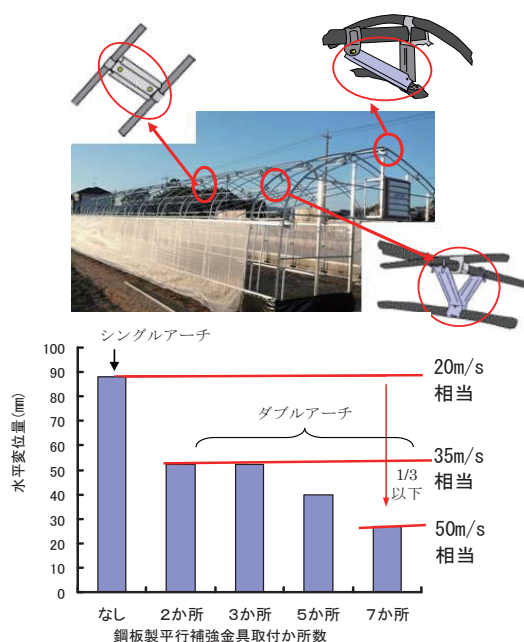 シングルアーチ
100
90
80
70
60
50
40
30
20
10
0
水平変位量(mm)
20m/s
相当
ダブルアーチ
35m/s
相当
1/3
以下
50m/s
相当
なし 2か所 3か所 5か所 7か所
鋼板製平行補強金具取付か所数